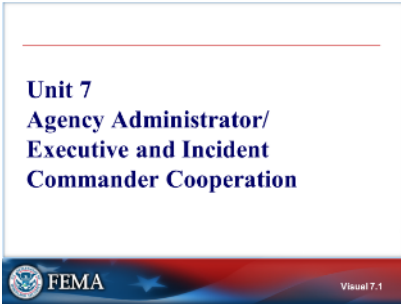 Unit 7
Agency Administrator/
Executive and Incident
Commander Cooperation
FEMA
Visual 7.1